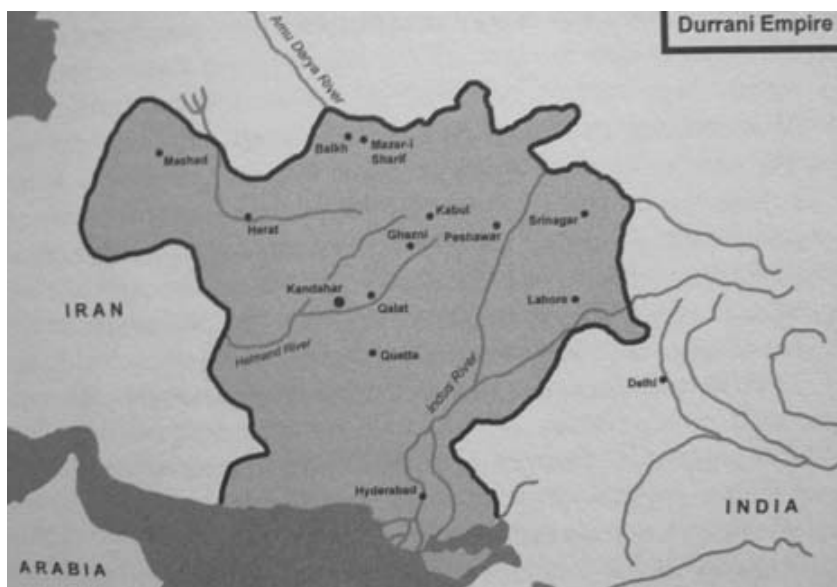 Durrani Empire
Amu Darya River
Balkh
Mazar-i
Sharif
Mashad
Herat
Kabul
Ghazni
Peshawar
Srinagar
IRAN
Kandahar
Qalat
Lahore
Helmand River
Quetta
Indus River
Delhi
Hyderabad
INDIA
ARABIA